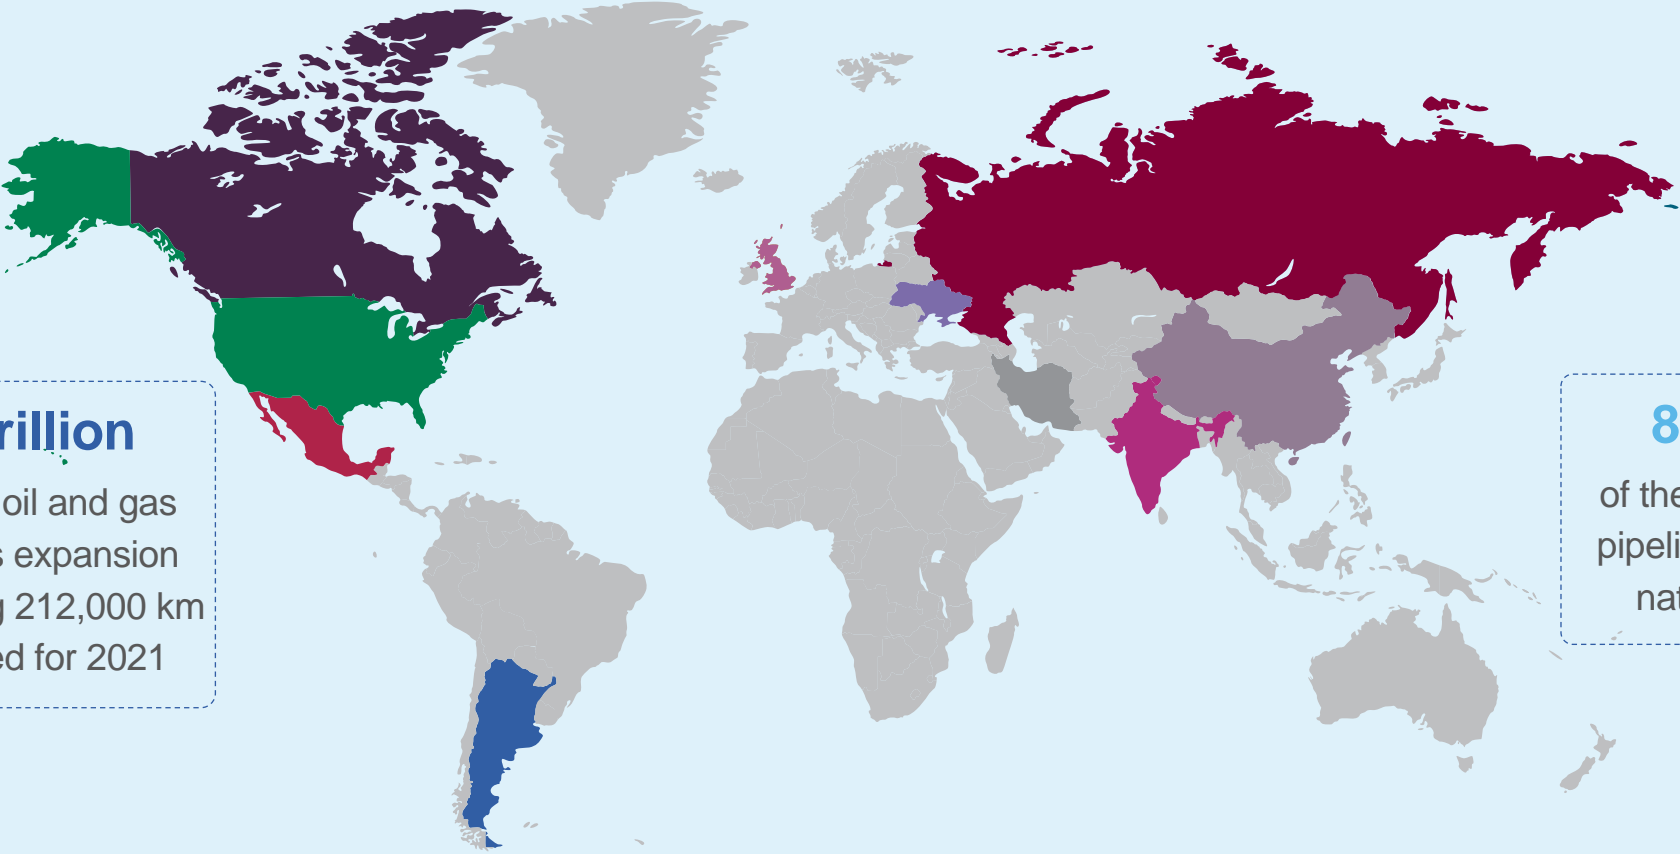 rillion
oil and gas
s expansion
g 212,000 km
ed for 2021
8
of the
pipeli
nat